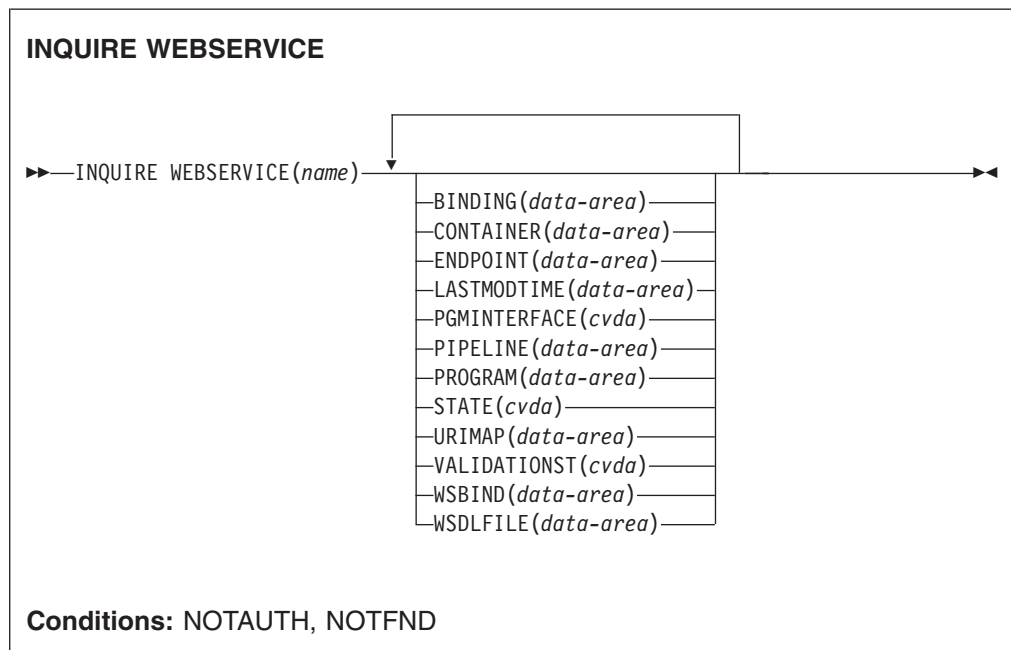 INQUIRE WEBSERVICE
INQUIRE WEBSERVICE(name)
BINDING(data-area)
CONTAINER(data-area)
ENDPOINT(data-area)
LASTMODTIME(data-area)
PGMINTERFACE(cvda)
PIPELINE(data-area)
PROGRAM(data-area)
STATE(cvda)
URIMAP(data-area)
VALIDATIONST(cvda)
WSBIND(data-area)
WSDLFILE(data-area)
Conditions: NOTAUTH, NOTFND